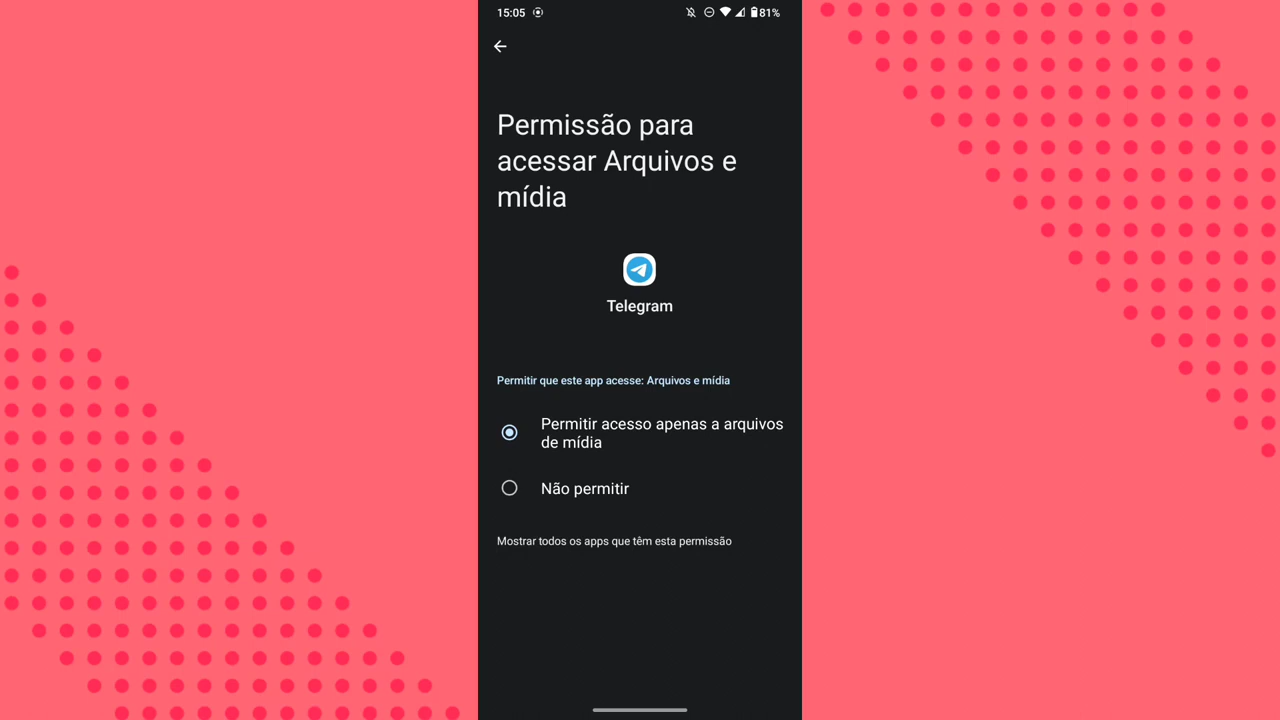 15:05
81%
Permissão para
acessar Arquivos e
mídia
Telegram
Permitir que este app acesse: Arquivos e mídia
Permitir acesso apenas a arquivos
de mídia
Não permitir
Mostrar todos os apps que têm esta permissão